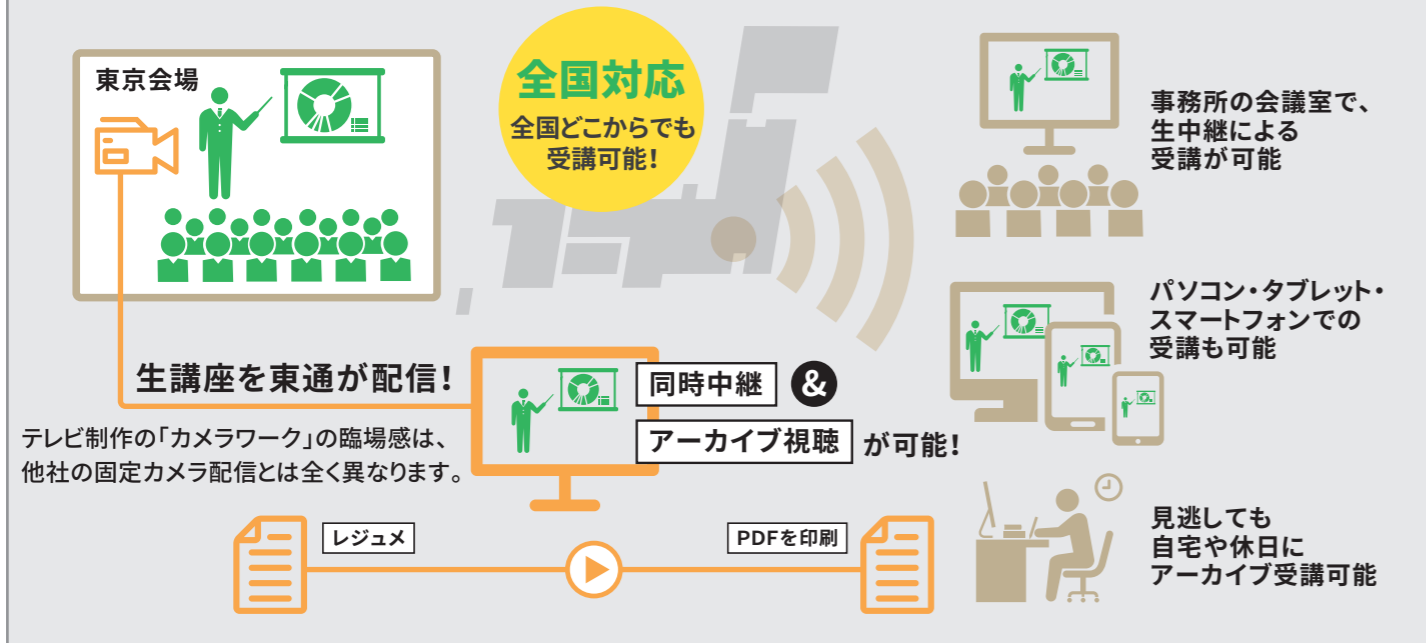 東京会場
全国対応
全国どこからでも
受講可能！
事務所の会議室で、
生中継による
受講が可能
パソコン・タブレット・
スマートフォンでの
受講も可能
生講座を東通が配信！
テレビ制作の「カメラワーク」の臨場感は、
他社の固定カメラ配信とは全く異なります。
同時中継 &
アーカイブ視聴 が可能！
レジュメ
PDFを印刷
見逃しても
自宅や休日に
アーカイブ受講可能